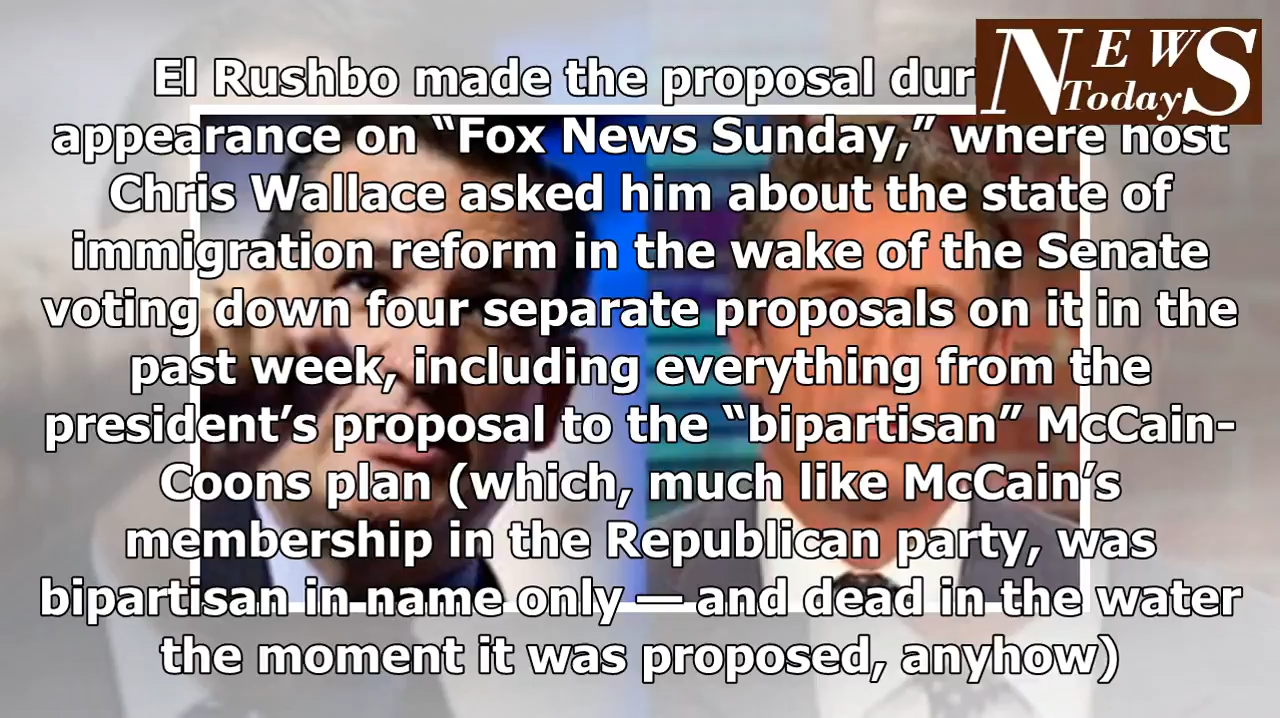 El Rushbo made the proposal
appearance on “Fox News Sunday,” where host
Chris Wallace asked him about the state of
immigration reform in the wake of the Senate
voting down four separate proposals on it in the
past week, including everything from the
president’s proposal to the “bipartisan” McCain-
Coons plan (which, much like McCain’s
membership in the Republican party, was
bipartisan in name only — and dead in the water
the moment it was proposed, anyhow)
NEWS
Today